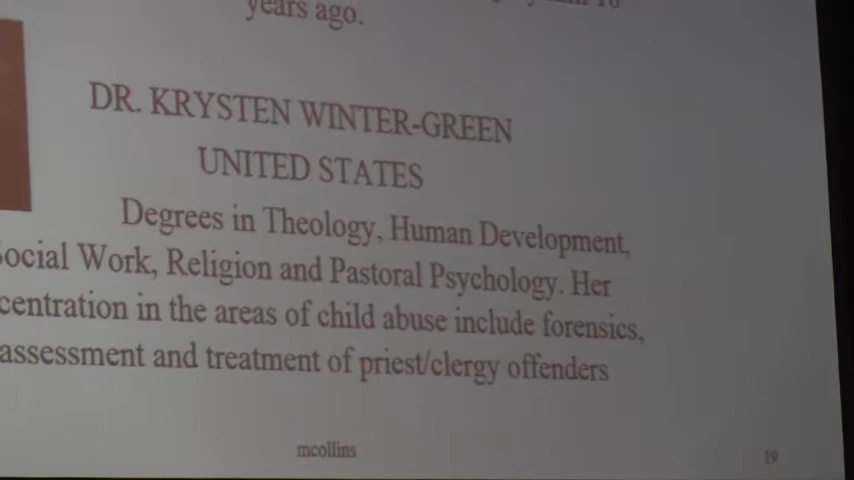 years ago.
DR. KRYSTEN WINTER-GREEN
UNITED STATES
Degrees in Theology, Human Development,
ocial Work, Religion and Pastoral Psychology. Her
centration in the areas of child abuse include forensics,
assessment and treatment of priest/clergy offenders
mcollins
19